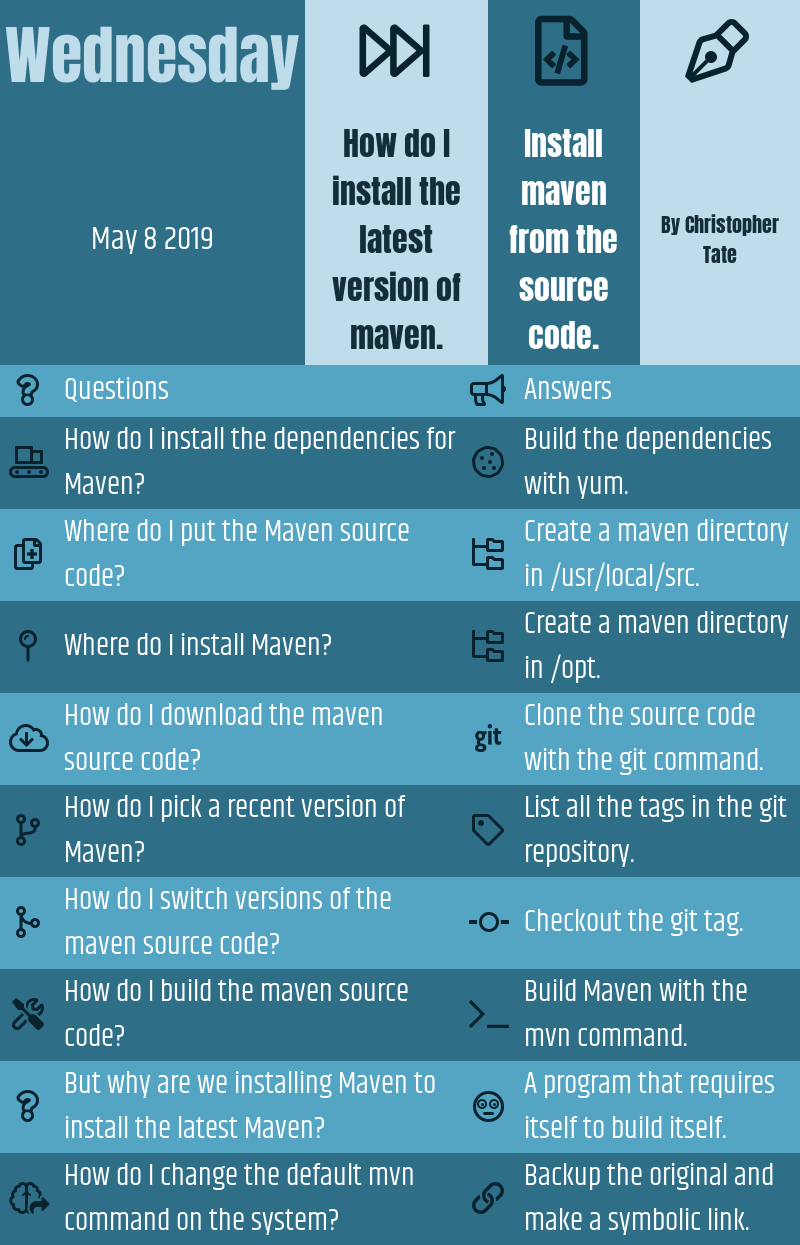 Wednesday
May 8 2019
How do I
install the
latest
version of
maven.
Install
maven
from the
source
code.
By Christopher
Tate
Questions
Answers
How do I install the dependencies for
Maven?
Build the dependencies
with yum.
Where do I put the Maven source
code?
Create a maven directory
in /usr/local/src.
Where do I install Maven?
Create a maven directory
in /opt.
How do I download the maven
source code?
git
Clone the source code
with the git command.
How do I pick a recent version of
Maven?
List all the tags in the git
repository.
How do I switch versions of the
maven source code?
Checkout the git tag.
How do I build the maven source
code?
Build Maven with the
mvn command.
But why are we installing Maven to
install the latest Maven?
A program that requires
itself to build itself.
How do I change the default mvn
command on the system?
Backup the original and
make a symbolic link.